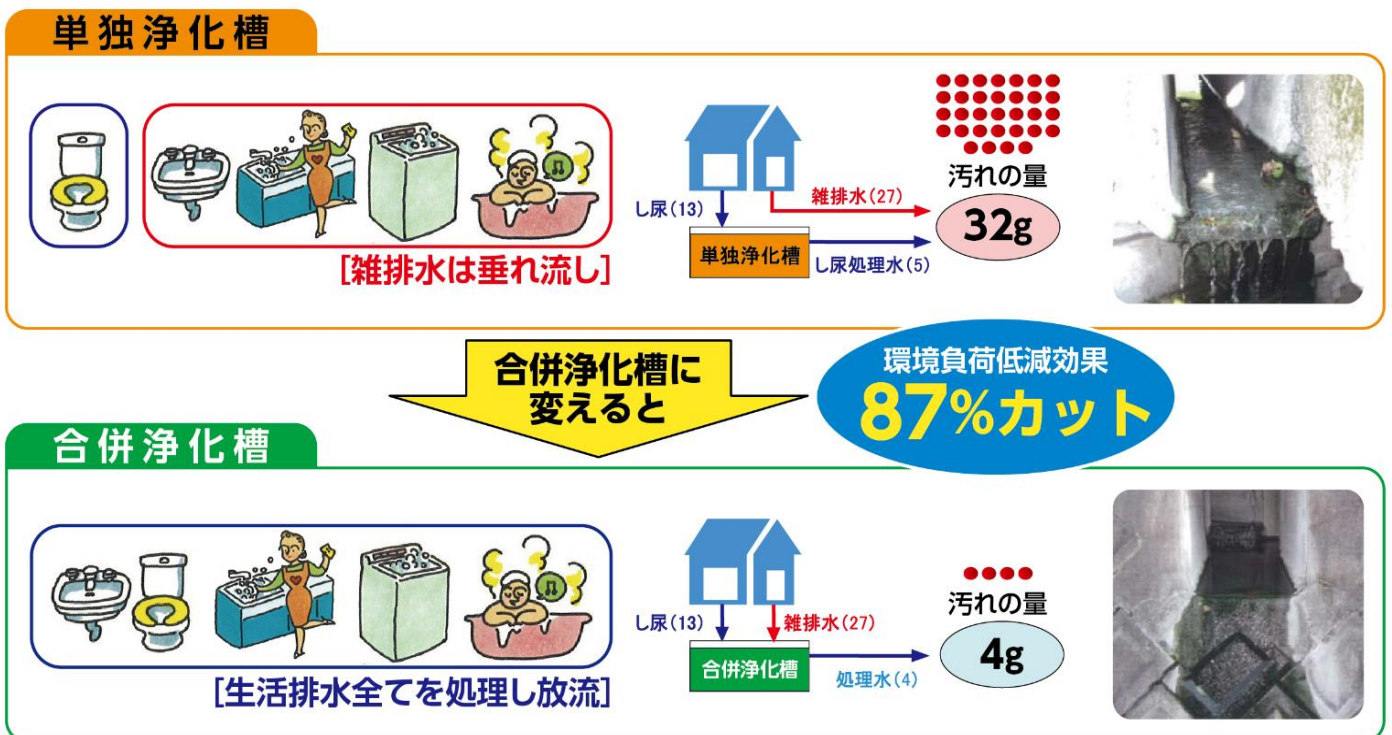 単独浄化槽
[雑排水は垂れ流し]
し尿(13)
雑排水(27)
単独浄化槽
し尿処理水(5)
汚れの量
32g
合併浄化槽に
変えると
環境負荷低減効果
87%カット
合併浄化槽
[生活排水全てを処理し放流]
し尿(13)
雑排水(27)
合併浄化槽
処理水(4)
汚れの量
4g